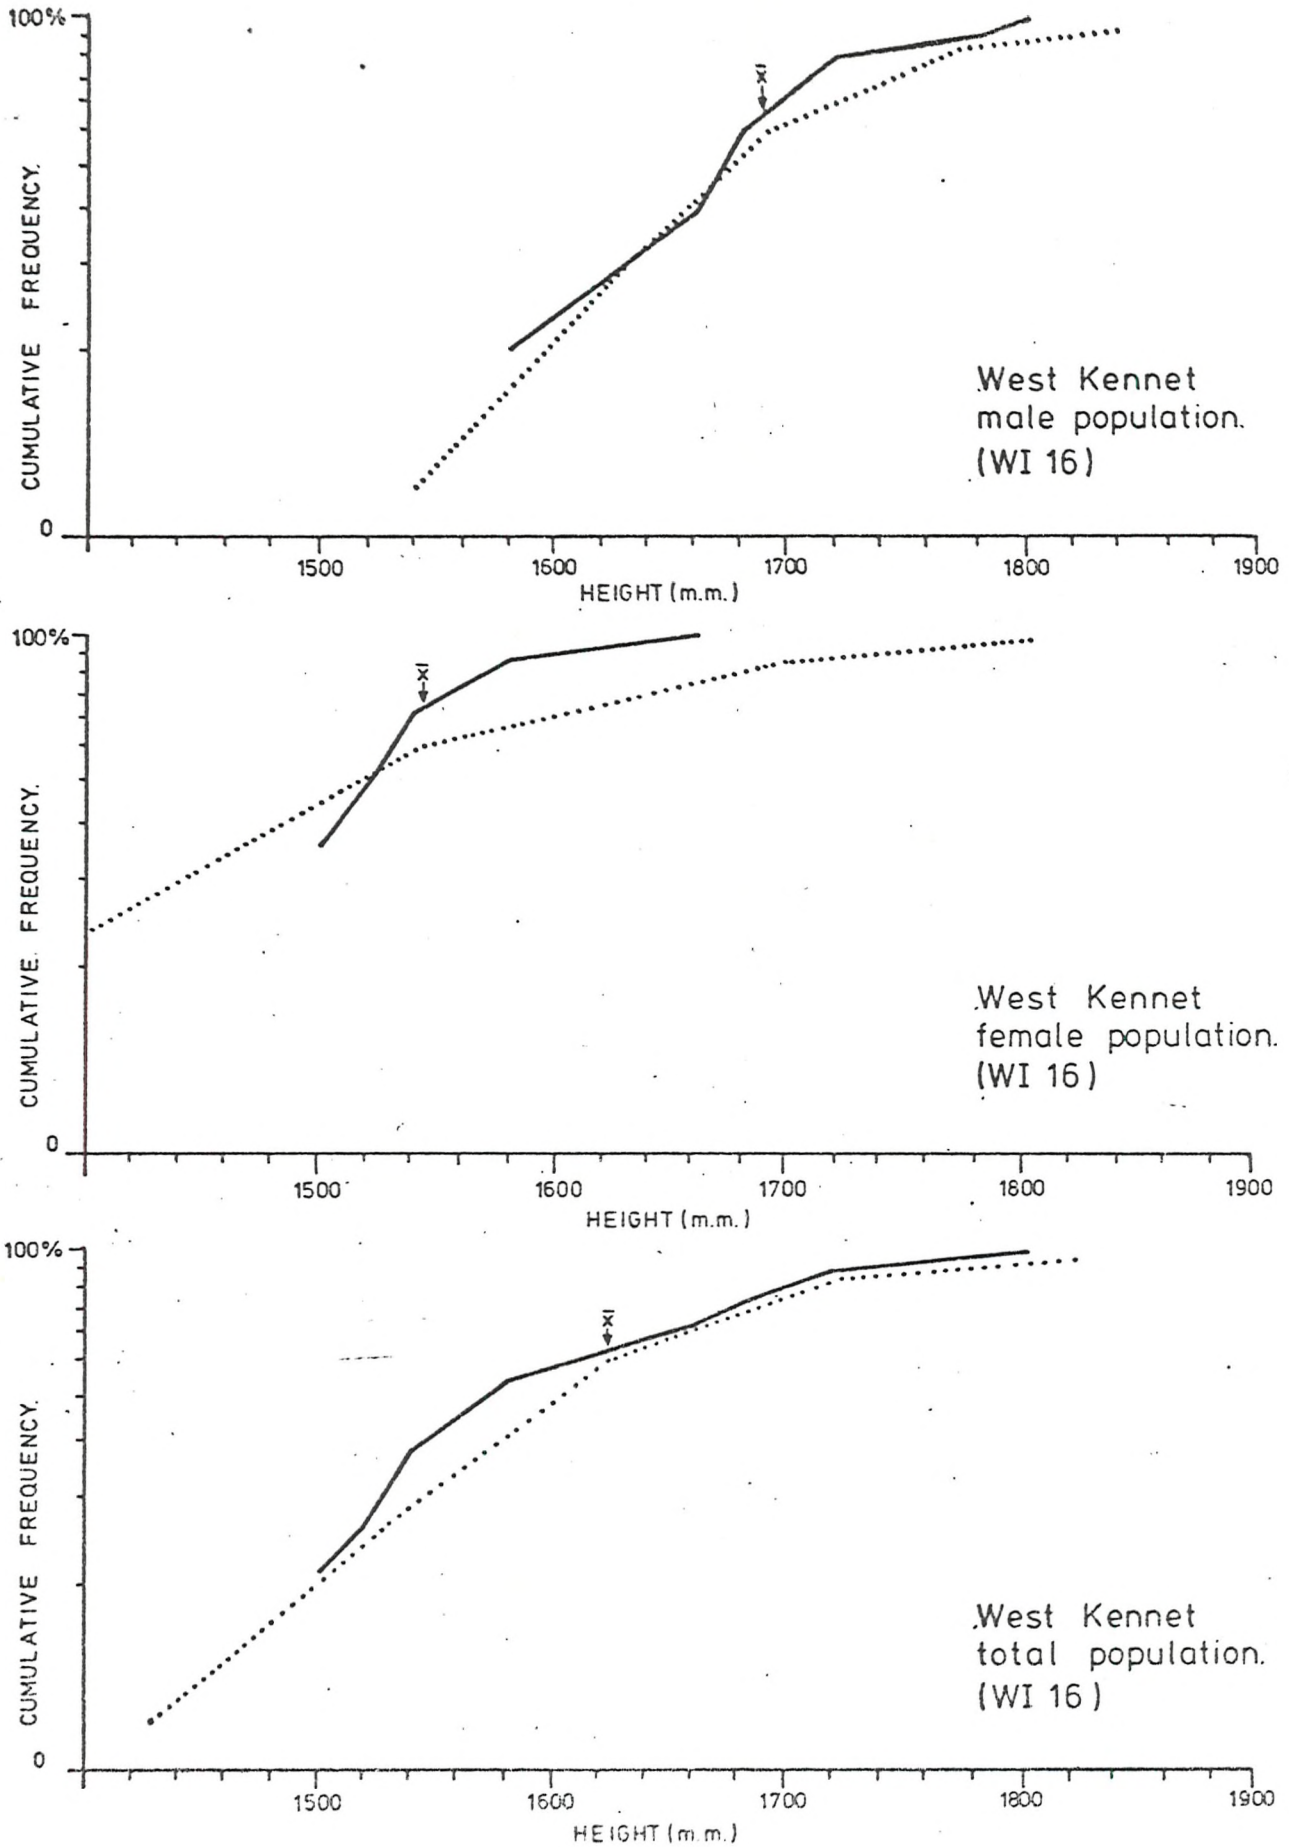 100%
CUMULATIVE FREQUENCY.
x̄
West Kennet
male population.
(WI 16)
0
1500 1600 1700 1800 1900
HEIGHT (m.m.)
100%
CUMULATIVE. FREQUENCY.
x̄
West Kennet
female population.
(WI 16)
0
1500 1600 1700 1800 1900
HEIGHT (m.m.)
100%
CUMULATIVE FREQUENCY.
x̄
West Kennet
total population.
(WI 16)
0
1500 1600 1700 1800 1900
HEIGHT (m.m.)